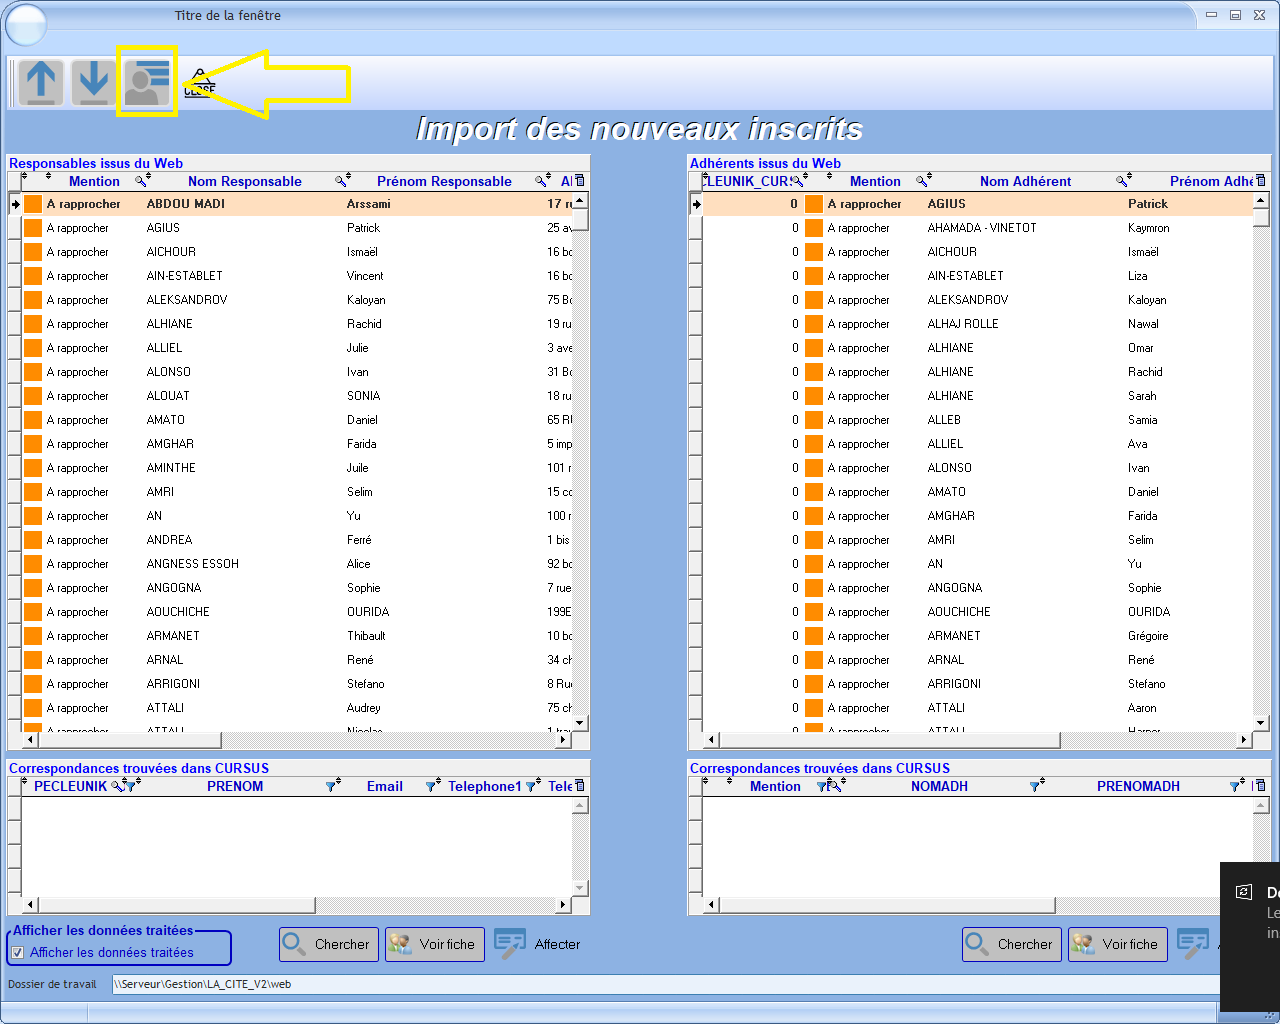 Titre de la fenêtre
CLOSE
Import des nouveaux inscrits
Responsables issus du Web
Mention Nom Responsable Prénom Responsable
A rapprocher ABDOU MADI Arssami 17
A rapprocher AGIUS Patrick 25
A rapprocher AICHOUR Ismaël 16
A rapprocher AIN-ESTABLET Vincent 16
A rapprocher ALEKSANDROV Kaloyan 75
A rapprocher ALHIANE Rachid 19
A rapprocher ALLIEL Julie 3
A rapprocher ALONSO Ivan 31
A rapprocher ALOUAT SONIA 18
A rapprocher AMATO Daniel 65
A rapprocher AMGHAR Farida 5
A rapprocher AMINTHE Juile 101
A rapprocher AMRI Selim 15
A rapprocher AN Yu 100
A rapprocher ANDREA Ferré 1 bis
A rapprocher ANGNESS ESSOH Alice 92
A rapprocher ANGOGNA Sophie 7 rue
A rapprocher AOUCHICHE OURIDA 199E
A rapprocher ARMANET Thibault 10
A rapprocher ARNAL René 34
A rapprocher ARRIGONI Stefano 8
A rapprocher ATTALI Audrey 75
A rapprocher ATTALI Nicolas 1
Adhérents issus du Web
CLEUNIK_CURS Mention Nom Adhérent Prénom Adhé
0 A rapprocher AGIUS Patrick
0 A rapprocher AHAMADA - VINETOT Kaymron
0 A rapprocher AICHOUR Ismaël
0 A rapprocher AIN-ESTABLET Liza
0 A rapprocher ALEKSANDROV Kaloyan
0 A rapprocher ALHAJ ROLLE Nawal
0 A rapprocher ALHIANE Omar
0 A rapprocher ALHIANE Rachid
0 A rapprocher ALHIANE Sarah
0 A rapprocher ALLEB Samia
0 A rapprocher ALLIEL Ava
0 A rapprocher ALONSO Ivan
0 A rapprocher AMATO Daniel
0 A rapprocher AMGHAR Farida
0 A rapprocher AMRI Selim
0 A rapprocher AN Yu
0 A rapprocher ANGOGNA Sophie
0 A rapprocher AOUCHICHE OURIDA
0 A rapprocher ARMANET Grégoire
0 A rapprocher ARNAL René
0 A rapprocher ARRIGONI Stefano
0 A rapprocher ATTALI Aaron
0 A rapprocher ATTALI Harper
Correspondances trouvées dans CURSUS
PECLEUNIK PRENOM Email Telephone1 Tele
Correspondances trouvées dans CURSUS
Mention NOMADH PRENOMADH
Afficher les données traitées
Afficher les données traitées
Chercher Voir fiche Affecter
Chercher Voir fiche
Dossier de travail \\Serveur\Gestion\LA_CITE_V2\web